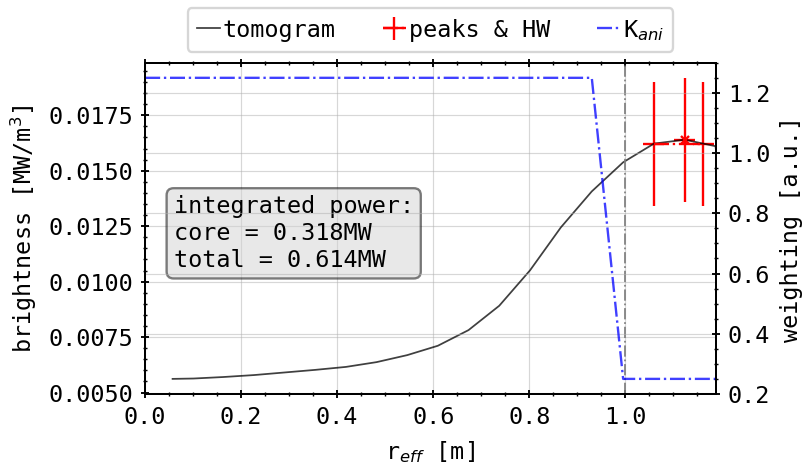 tomogram peaks & HW K_ani
brightness [MW/m³]
0.0175
0.0150
0.0125
0.0100
0.0075
0.0050
integrated power:
core = 0.318MW
total = 0.614MW
1.2
1.0
0.8
0.6
0.4
0.2
weighting [a.u.]
0.0 0.2 0.4 0.6 0.8 1.0
r_eff [m]